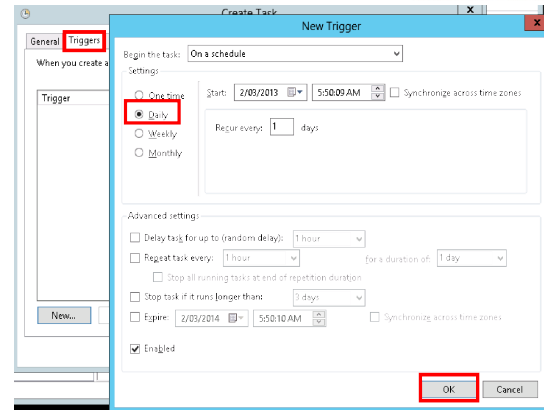 Create Task
x
General Triggers
When you create a
Trigger
New...
New Trigger
x
Begin the task: On a schedule
Settings
One time
Daily
Weekly
Monthly
Start: 2/03/2013 5:50:09 AM Synchronize across time zones
Recur every: 1 days
Advanced settings
Delay task for up to (random delay): 1 hour
Repeat task every: 1 hour for a duration of: 1 day
Stop all running tasks at end of repetition duration
Stop task if it runs longer than: 3 days
Expire: 2/03/2014 5:50:10 AM Synchronize across time zones
Enabled
OK Cancel